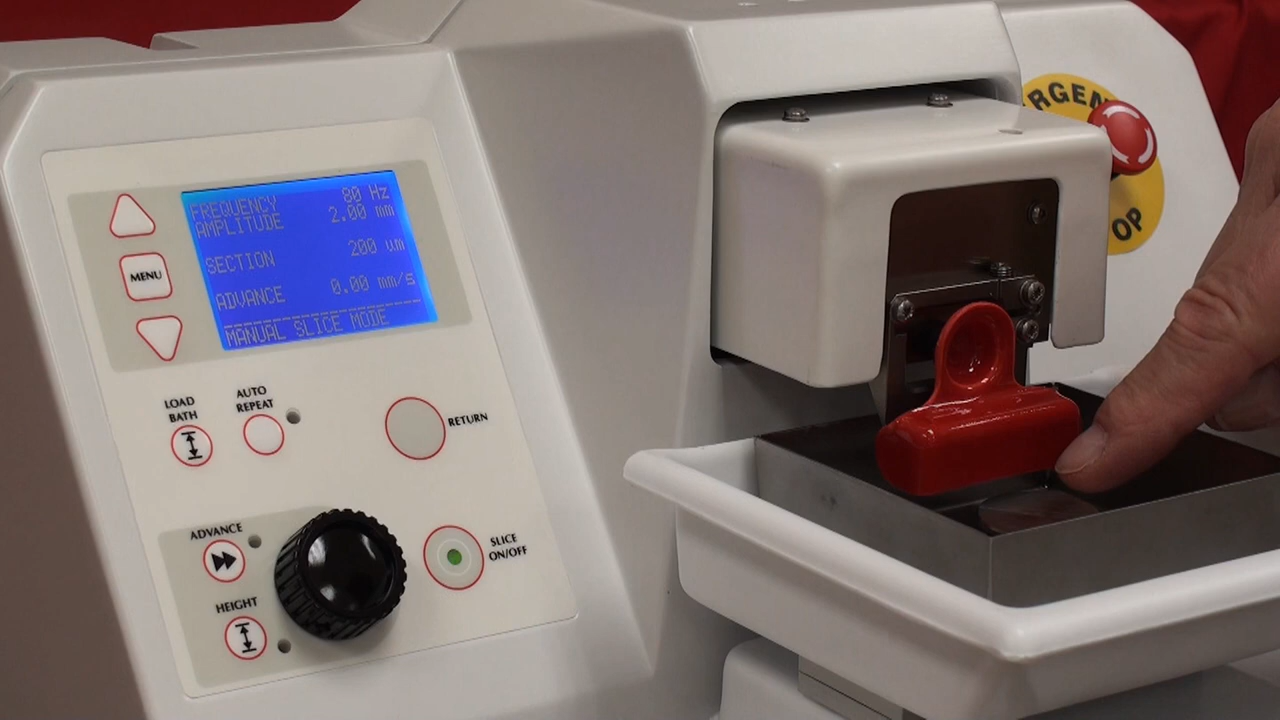 FREQUENCY 80 Hz
AMPLITUDE 2.00 mm
SECTION 200 um
ADVANCE 0.00 mm/s
MANUAL SLICE MODE
MENU
LOAD
BATH
AUTO
REPEAT
RETURN
ADVANCE
SLICE
ON/OFF
HEIGHT
RGEN
OP